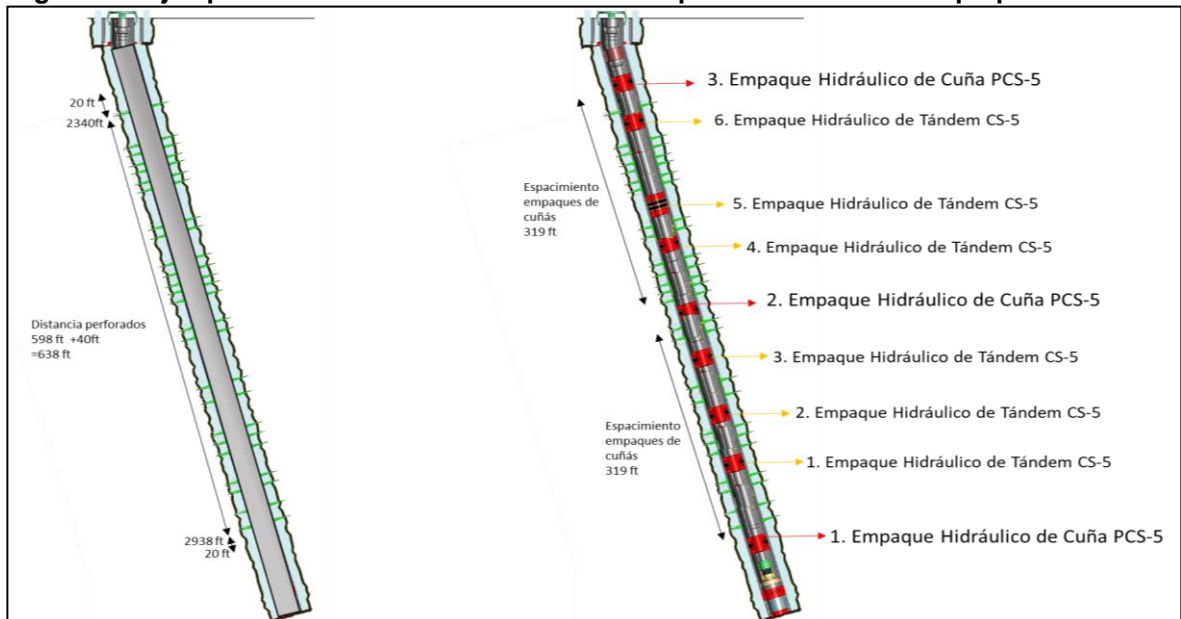 20 ft
2340ft
Distancia perforados
598 ft +40ft
=638 ft
2938 ft
20 ft
3. Empaque Hidráulico de Cuña PCS-5
6. Empaque Hidráulico de Tándem CS-5
Espacimiento
empaques de
cuñás
319 ft
5. Empaque Hidráulico de Tándem CS-5
4. Empaque Hidráulico de Tándem CS-5
2. Empaque Hidráulico de Cuña PCS-5
3. Empaque Hidráulico de Tándem CS-5
2. Empaque Hidráulico de Tándem CS-5
Espacimiento
empaques de
cuñás
319 ft
1. Empaque Hidráulico de Tándem CS-5
1. Empaque Hidráulico de Cuña PCS-5